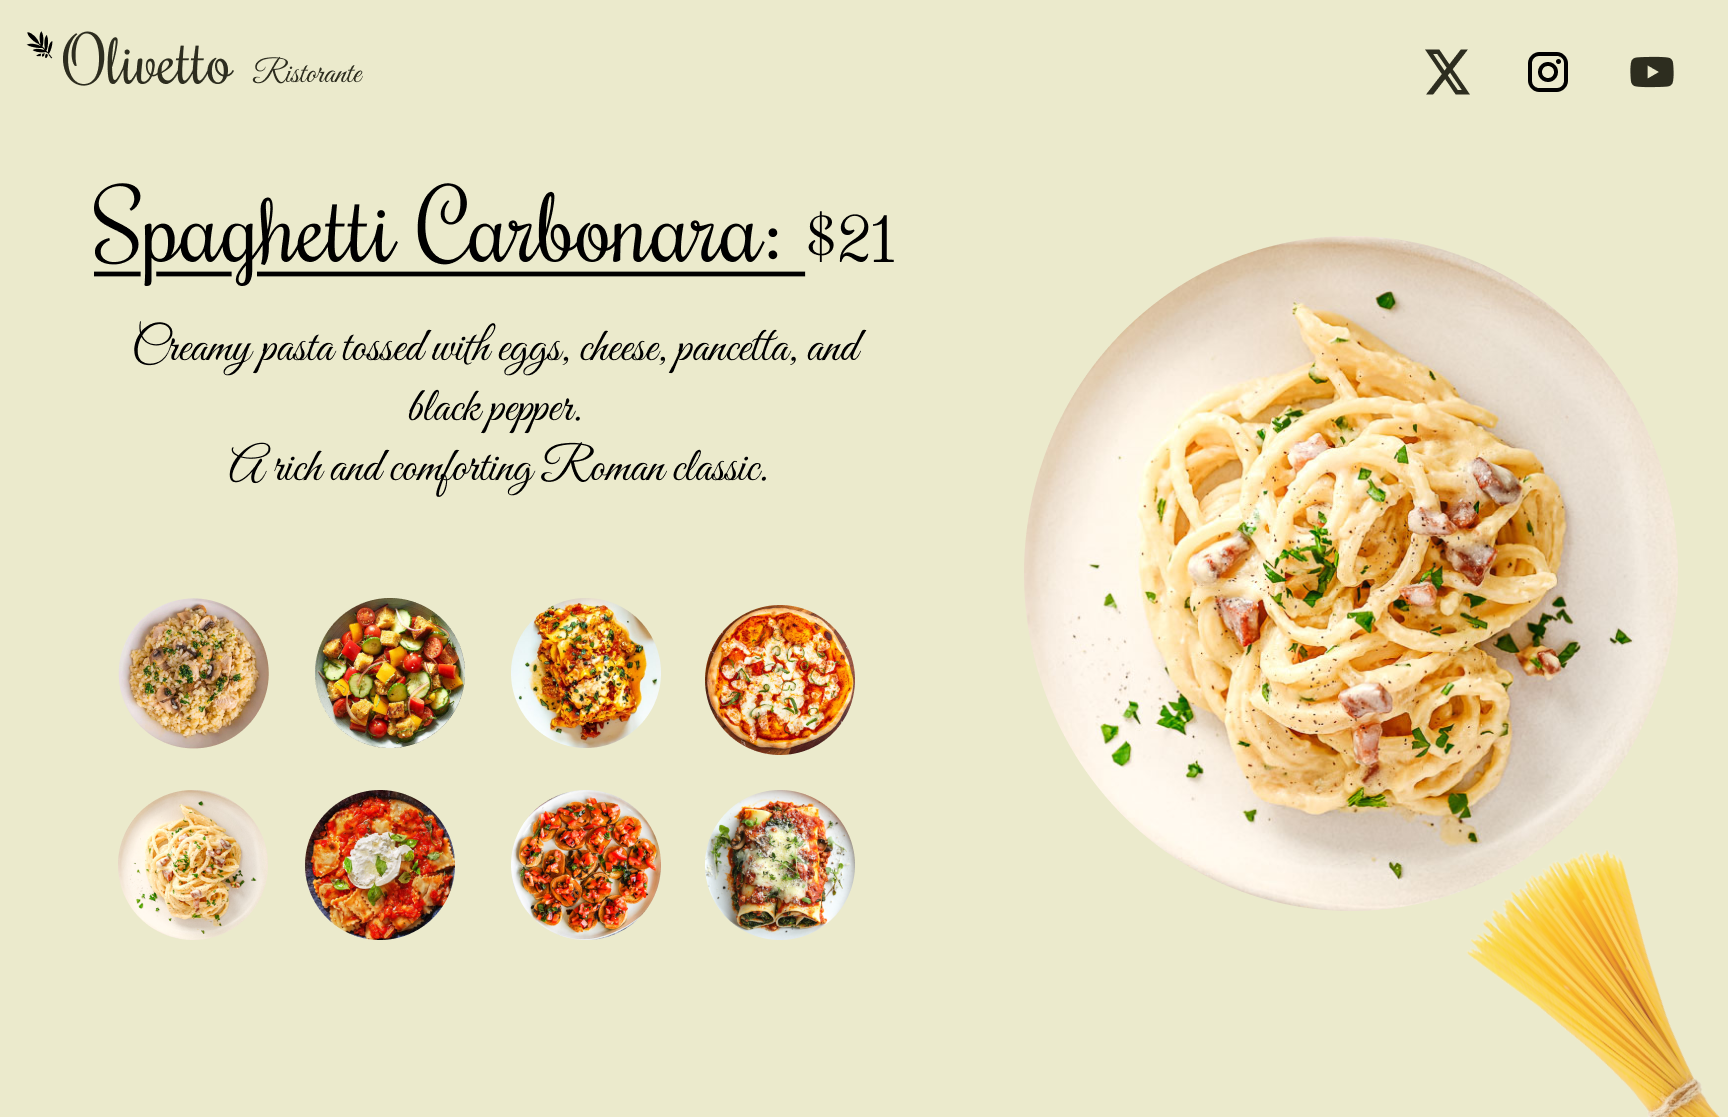 Olivetto Ristorante
Spaghetti Carbonara: $21
Creamy pasta tossed with eggs, cheese, pancetta, and
black pepper.
A rich and comforting Roman classic.